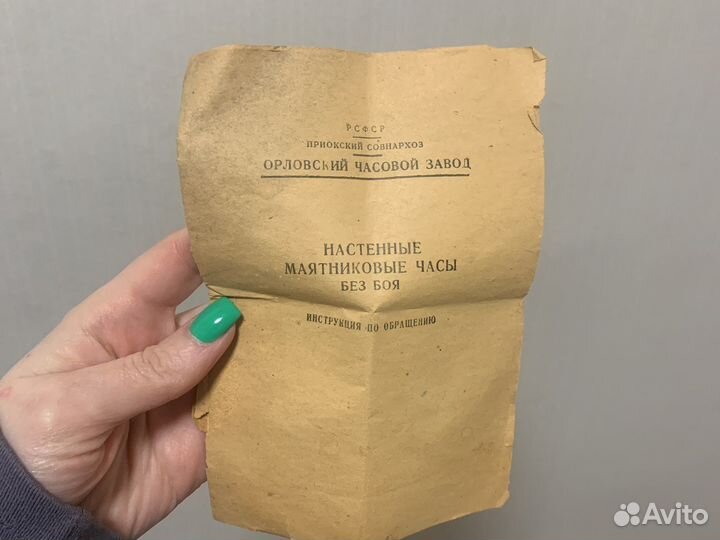 РСФСР
ПРИОКСКИЙ СОВНАРХОЗ
ОРЛОВСКИЙ ЧАСОВОЙ ЗАВОД
НАСТЕННЫЕ
МАЯТНИКОВЫЕ ЧАСЫ
БЕЗ БОЯ
ИНСТРУКЦИЯ ПО ОБРАЩЕНИЮ
Avito